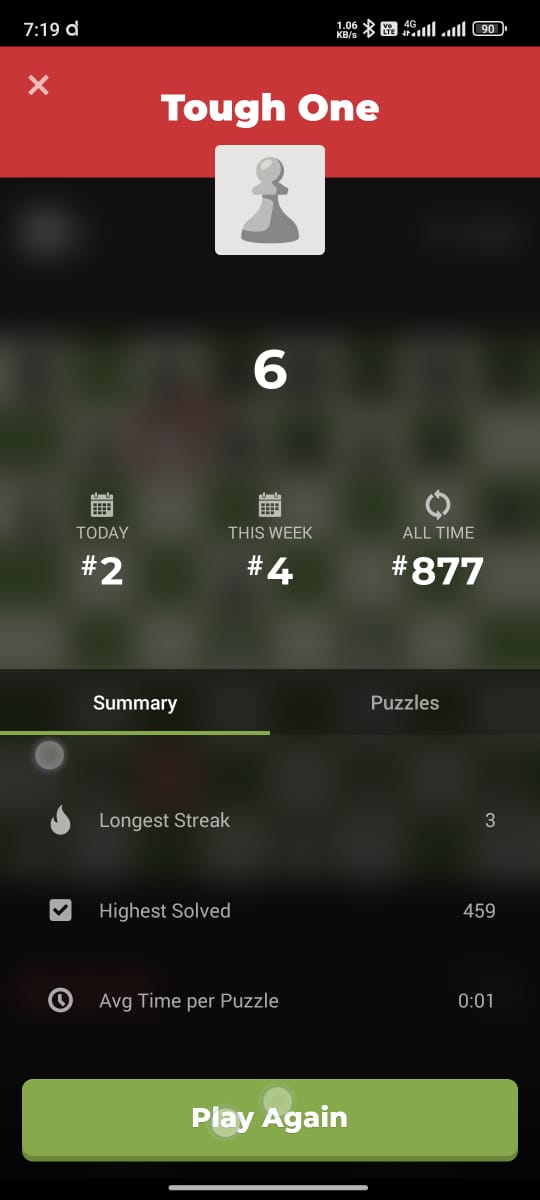 7:19 d
1.06 KB/s Vo LTE 4G 90
Tough One
6
TODAY
#2
THIS WEEK
#4
ALL TIME
#877
Summary
Puzzles
Longest Streak 3
Highest Solved 459
Avg Time per Puzzle 0:01
Play Again